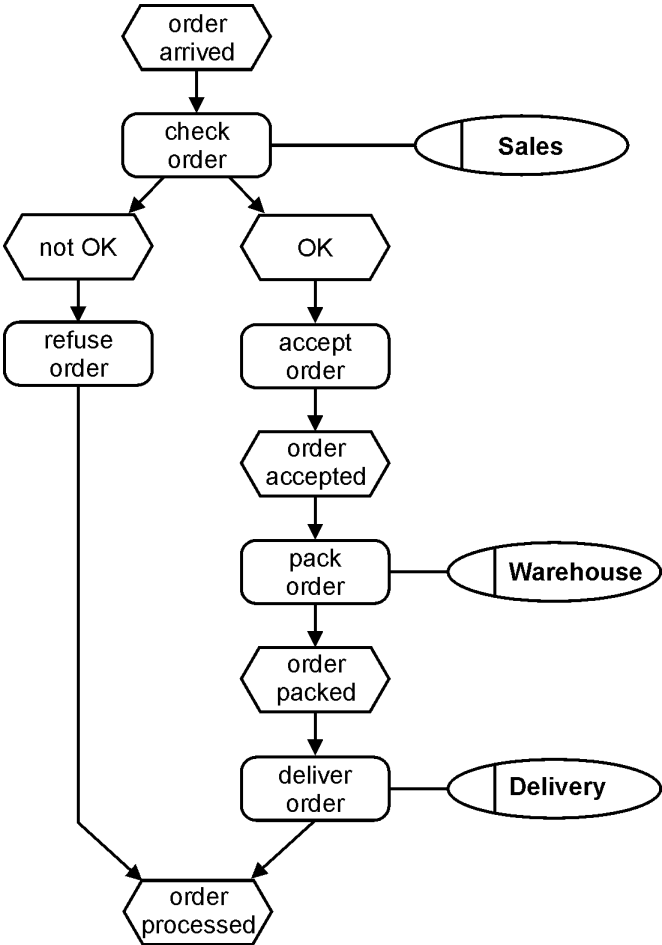 order
arrived
check
order
Sales
not OK
OK
refuse
order
accept
order
order
accepted
pack
order
Warehouse
order
packed
deliver
order
Delivery
order
processed